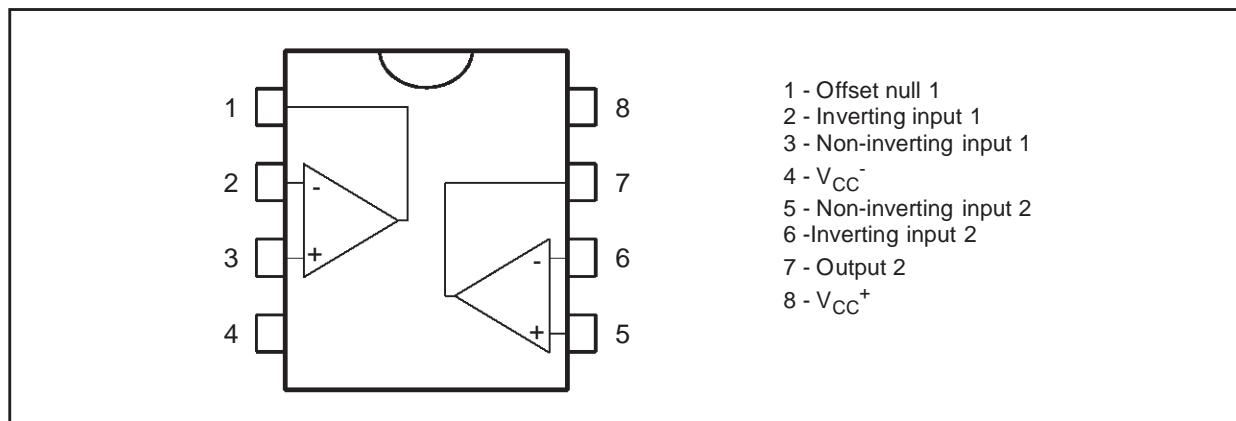 1
2
3
4
8
7
6
5
-
+
-
+
1 - Offset null 1
2 - Inverting input 1
3 - Non-inverting input 1
4 - VCC-
5 - Non-inverting input 2
6 -Inverting input 2
7 - Output 2
8 - VCC+